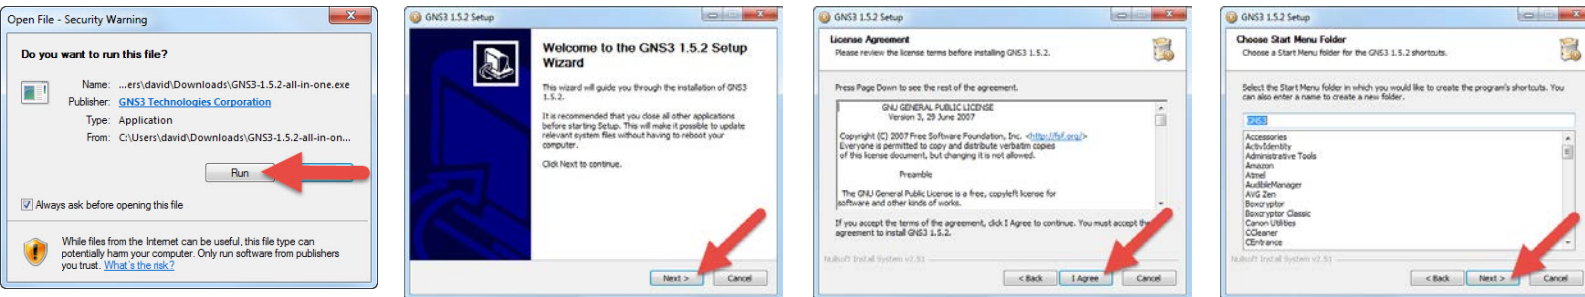 Open File - Security Warning
Do you want to run this file?
Name: ...ers\david\Downloads\GNS3-1.5.2-all-in-one.exe
Publisher: GNS3 Technologies Corporation
Type: Application
From: C:\Users\david\Downloads\GNS3-1.5.2-all-in-on...
Run
Always ask before opening this file
While files from the Internet can be useful, this file type can
potentially harm your computer. Only run software from publishers
you trust. What's the risk?
GNS3 1.5.2 Setup
Welcome to the GNS3 1.5.2 Setup
Wizard
This wizard will guide you through the installation of GNS3
1.5.2.
It is recommended that you close all other applications
before starting Setup. This will make it possible to update
relevant system files without having to reboot your
computer.
Click Next to continue.
Next >
Cancel
GNS3 1.5.2 Setup
License Agreement
Please review the license terms before installing GNS3 1.5.2.
Press Page Down to see the rest of the agreement.
GNU GENERAL PUBLIC LICENSE
Version 3, 29 June 2007
Copyright (C) 2007 Free Software Foundation, Inc. <http://fsf.org/>
Everyone is permitted to copy and distribute verbatim copies
of this license document, but changing it is not allowed.
Preamble
The GNU General Public License is a free, copyleft license for
software and other kinds of works.
If you accept the terms of the agreement, click I Agree to continue. You must accept the
agreement to install GNS3 1.5.2.
Nullsoft Install System v2.51
< Back
I Agree
Cancel
GNS3 1.5.2 Setup
Choose Start Menu Folder
Choose a Start Menu folder for the GNS3 1.5.2 shortcuts.
Select the Start Menu folder in which you would like to create the program's shortcuts. You
can also enter a name to create a new folder.
GNS3
Accessories
ActivIdentity
Administrative Tools
Amazon
Atmel
AudibleManager
AVG Zen
Boxcryptor
Boxcryptor Classic
Canon Utilities
CCleaner
CEntrance
Nullsoft Install System v2.51
< Back
Next >
Cancel